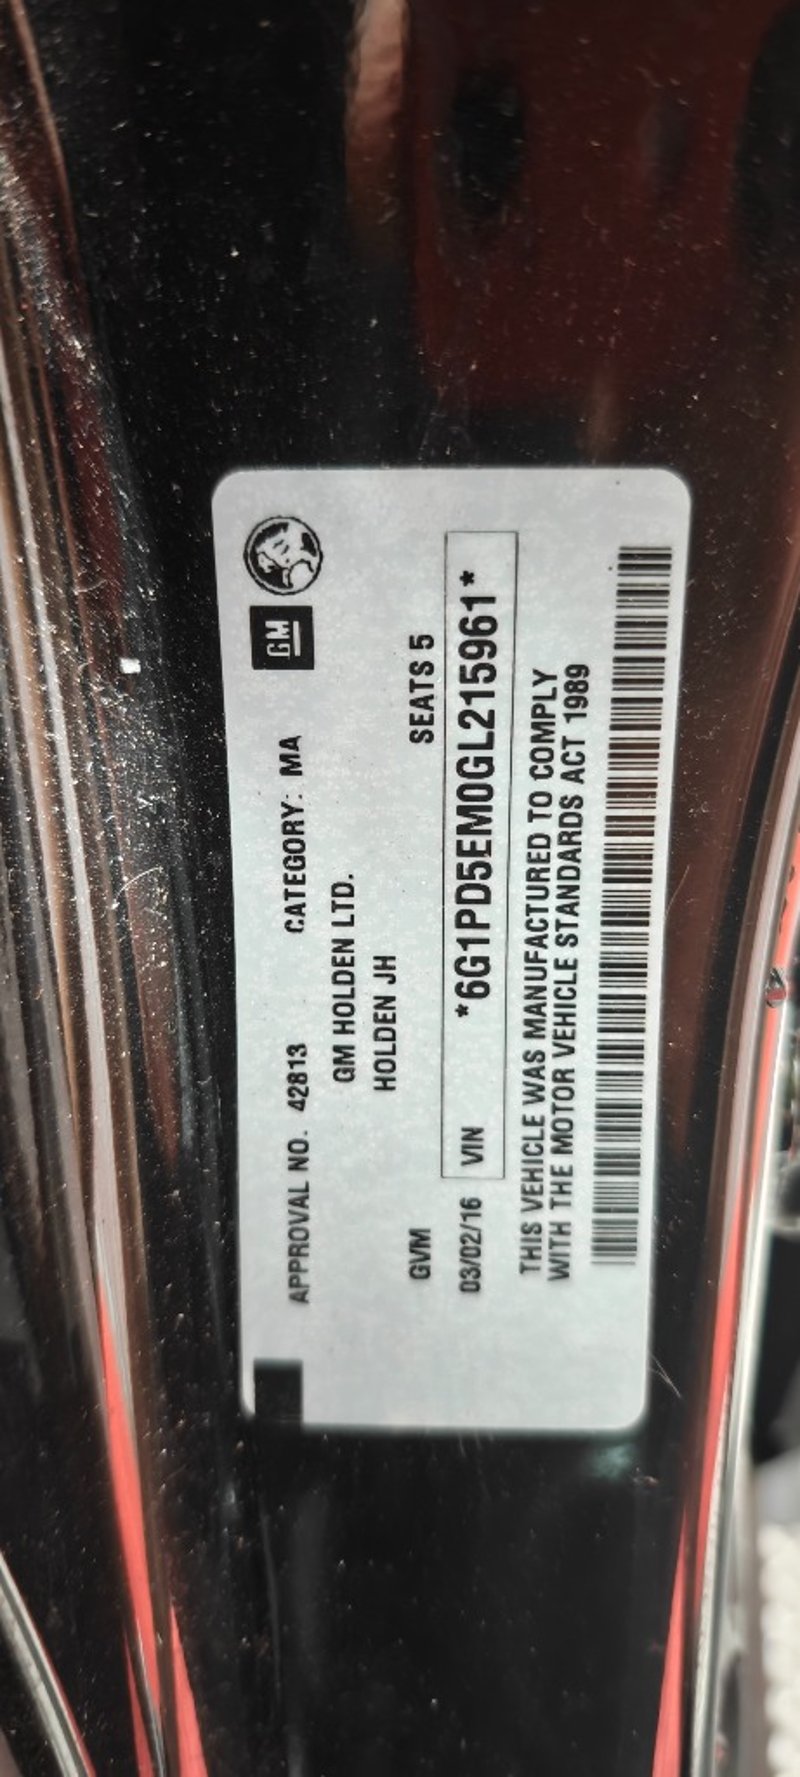 APPROVAL NO. 42813 CATEGORY: MA GM
GM HOLDEN LTD.
HOLDEN JH
GVM SEATS 5
03/02/16 VIN *6G1PD5EM0GL215961*
THIS VEHICLE WAS MANUFACTURED TO COMPLY
WITH THE MOTOR VEHICLE STANDARDS ACT 1989